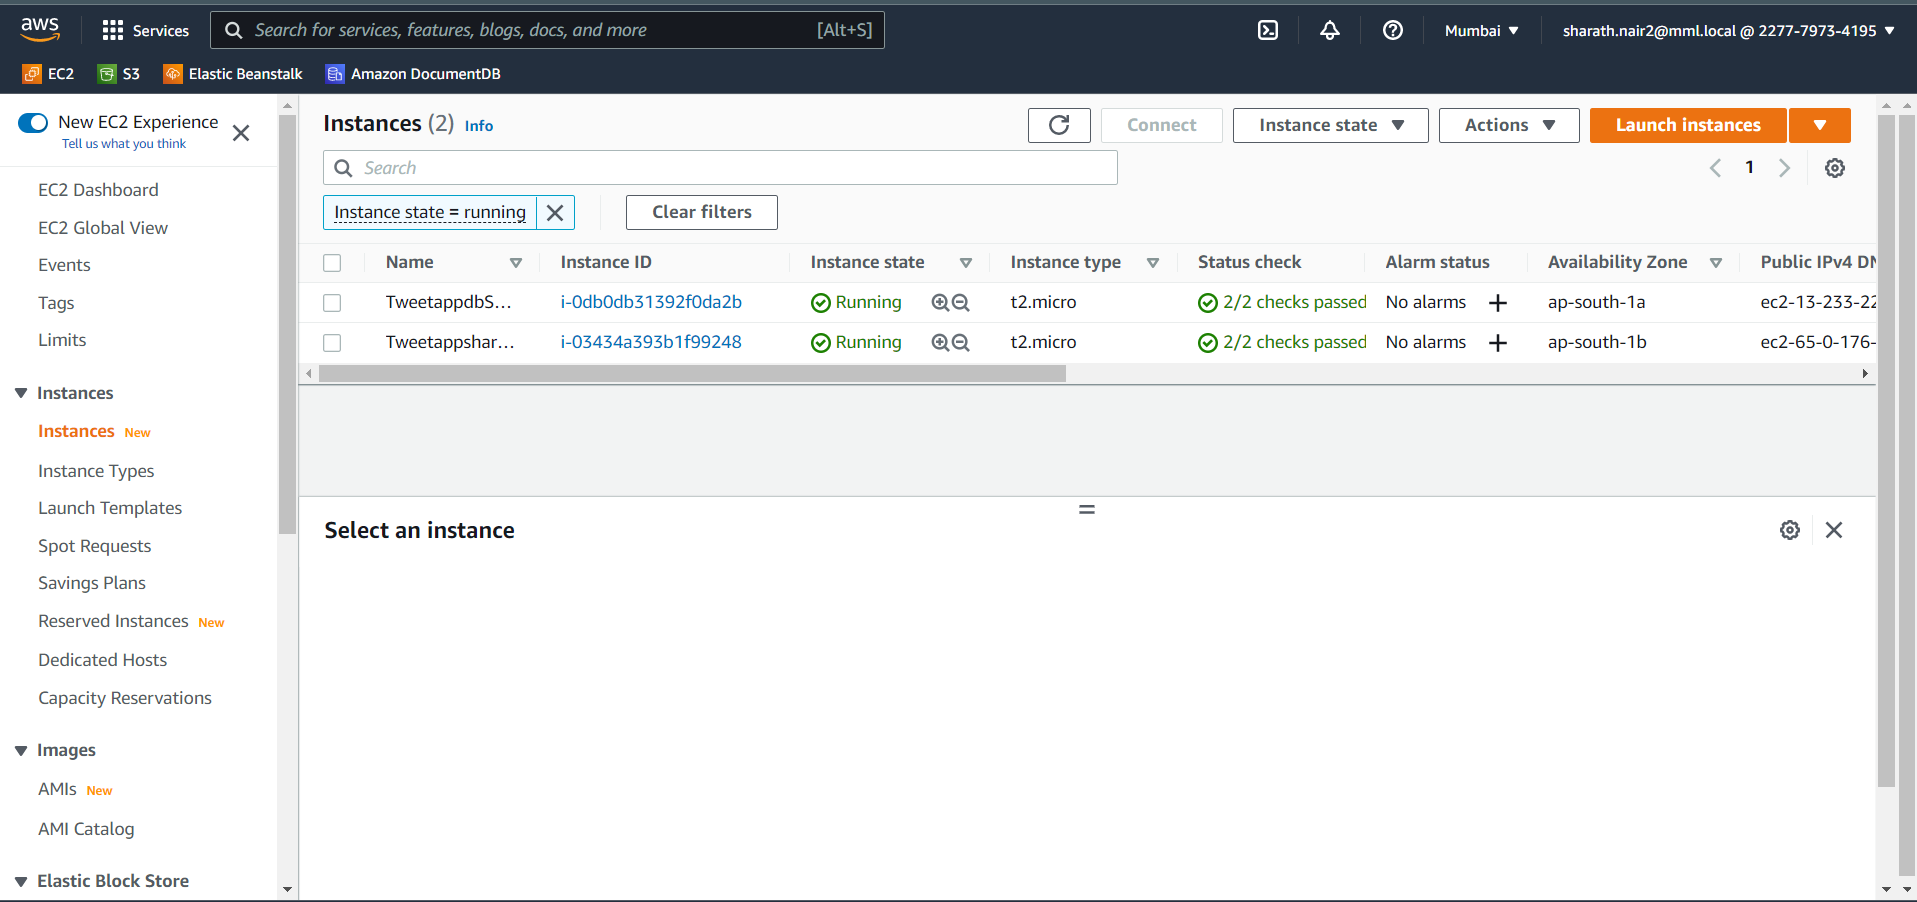 aws
Services
Search for services, features, blogs, docs, and more [Alt+S]
Mumbai
sharath.nair2@mml.local @ 2277-7973-4195
EC2 S3 Elastic Beanstalk Amazon DocumentDB
New EC2 Experience
Tell us what you think
EC2 Dashboard
EC2 Global View
Events
Tags
Limits
Instances
Instances New
Instance Types
Launch Templates
Spot Requests
Savings Plans
Reserved Instances New
Dedicated Hosts
Capacity Reservations
Images
AMIs New
AMI Catalog
Elastic Block Store
Instances (2) Info
Connect Instance state Actions Launch instances
Search
1
Instance state = running Clear filters
Name Instance ID Instance state Instance type Status check Alarm status Availability Zone Public IPv4 DN
TweetappdbS... i-0db0db31392f0da2b Running t2.micro 2/2 checks passed No alarms + ap-south-1a ec2-13-233-22
Tweetappshar... i-03434a393b1f99248 Running t2.micro 2/2 checks passed No alarms + ap-south-1b ec2-65-0-176-
Select an instance